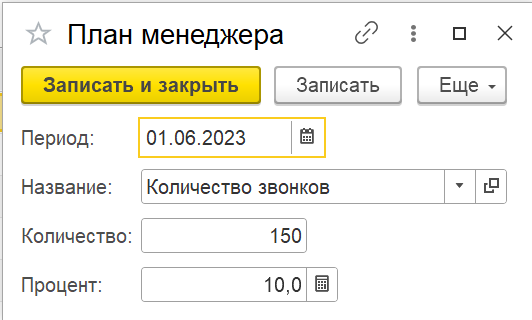 План менеджера
Записать и закрыть
Записать
Еще
Период: 01.06.2023
Название: Количество звонков
Количество: 150
Процент: 10,0